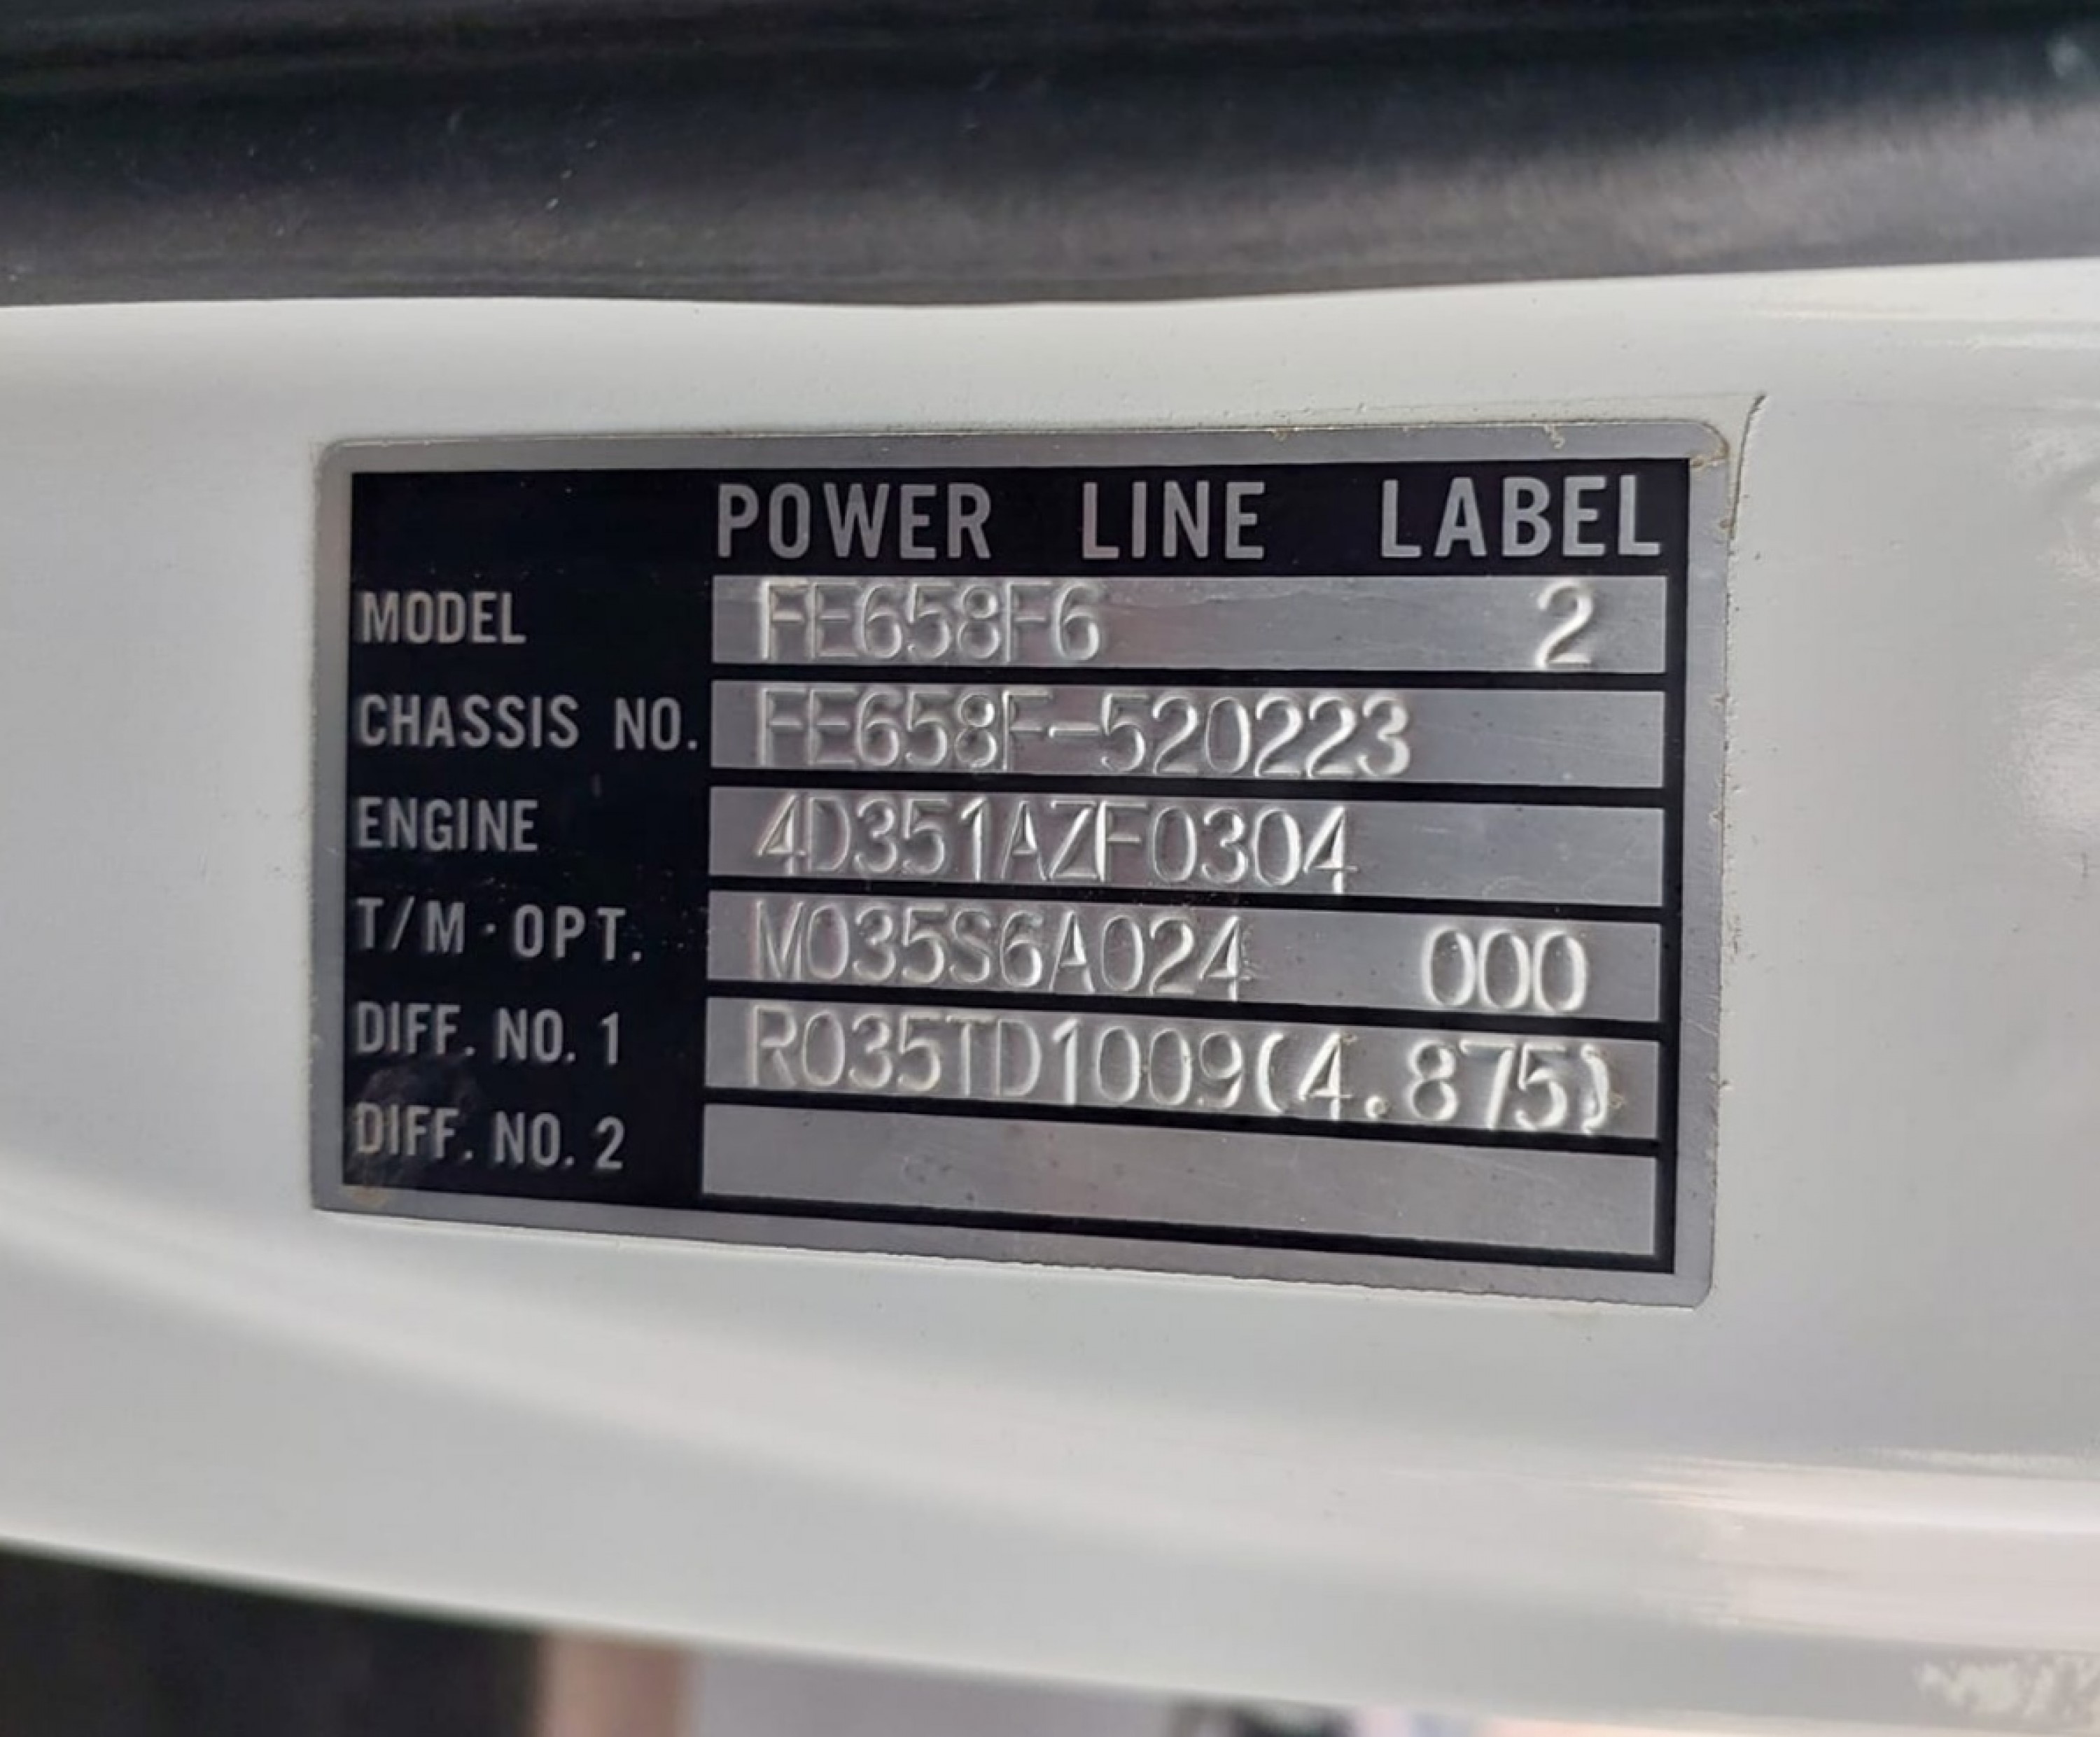 POWER LINE LABEL
MODEL FE658F6 2
CHASSIS NO. FE658F-520223
ENGINE 4D351AZF0304
T/M·OPT. M035S6A024 000
DIFF. NO. 1 R035TD1009(4.875)
DIFF. NO. 2